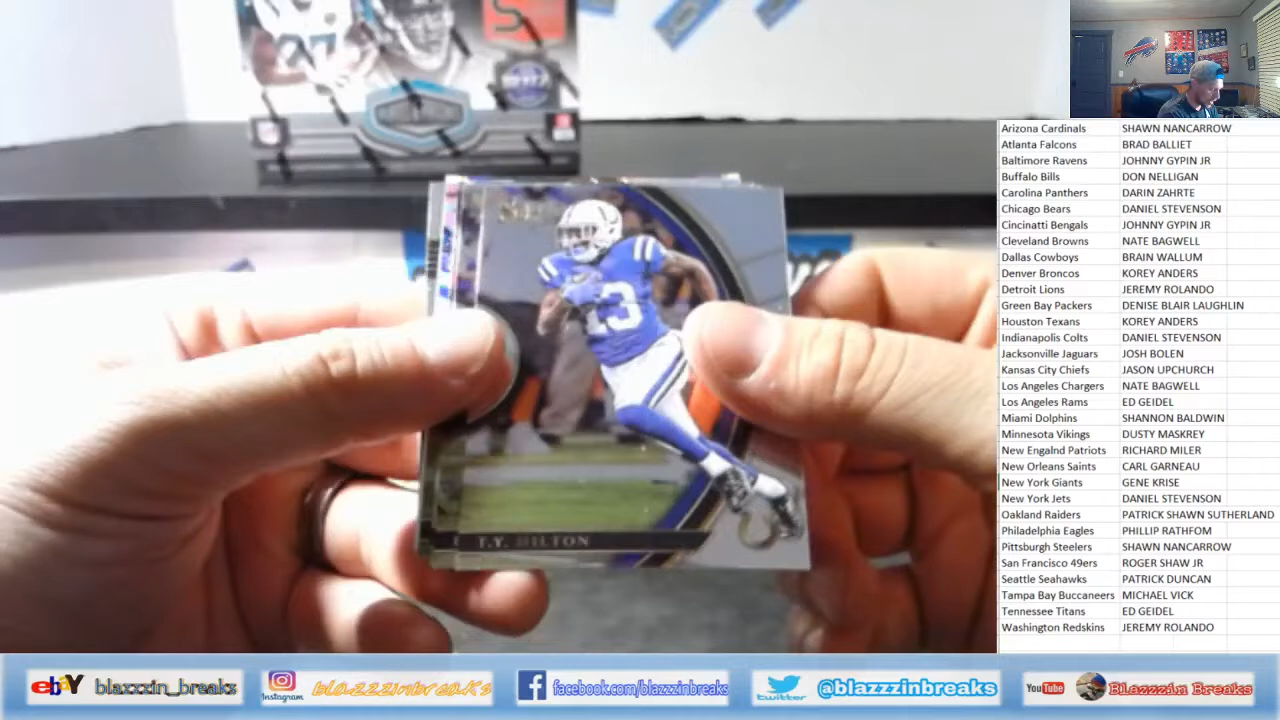 S
27
13
T.Y. HILTON
Arizona Cardinals SHAWN NANCARROW
Atlanta Falcons BRAD BALLIET
Baltimore Ravens JOHNNY GYPIN JR
Buffalo Bills DON NELLIGAN
Carolina Panthers DARIN ZAHRTE
Chicago Bears DANIEL STEVENSON
Cincinatti Bengals JOHNNY GYPIN JR
Cleveland Browns NATE BAGWELL
Dallas Cowboys BRAIN WALLUM
Denver Broncos KOREY ANDERS
Detroit Lions JEREMY ROLANDO
Green Bay Packers DENISE BLAIR LAUGHLIN
Houston Texans KOREY ANDERS
Indianapolis Colts DANIEL STEVENSON
Jacksonville Jaguars JOSH BOLEN
Kansas City Chiefs JASON UPCHURCH
Los Angeles Chargers NATE BAGWELL
Los Angeles Rams ED GEIDEL
Miami Dolphins SHANNON BALDWIN
Minnesota Vikings DUSTY MASKREY
New Engalnd Patriots RICHARD MILER
New Orleans Saints CARL GARNEAU
New York Giants GENE KRISE
New York Jets DANIEL STEVENSON
Oakland Raiders PATRICK SHAWN SUTHERLAND
Philadelphia Eagles PHILLIP RATHFOM
Pittsburgh Steelers SHAWN NANCARROW
San Francisco 49ers ROGER SHAW JR
Seattle Seahawks PATRICK DUNCAN
Tampa Bay Buccaneers MICHAEL VICK
Tennessee Titans ED GEIDEL
Washington Redskins JEREMY ROLANDO
ebaY blazzzin_breaks
Instagram blazzzinbreaks
facebook.com/blazzzinbreaks
twitter @blazzzinbreaks
YouTube Blazzzin Breaks